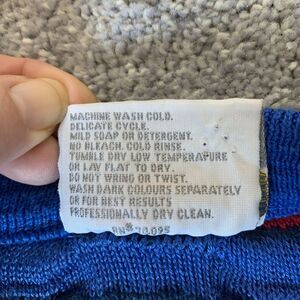 MACHINE WASH COLD.
DELICATE CYCLE.
MILD SOAP OR DETERGENT.
NO BLEACH. COLD RINSE.
TUMBLE DRY LOW TEMPERATURE
OR LAY FLAT TO DRY.
DO NOT WRING OR TWIST.
WASH DARK COLOURS SEPARATELY
OR FOR BEST RESULTS
PROFESSIONALLY DRY CLEAN.
RN#